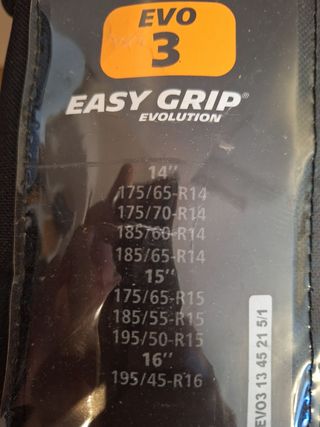 EVO
3
EASY GRIP®
EVOLUTION
14"
175/65-R14
175/70-R14
185/60-R14
185/65-R14
15"
175/65-R15
185/55-R15
195/50-R15
16"
195/45-R16
EVO3 13 45 21 5/1